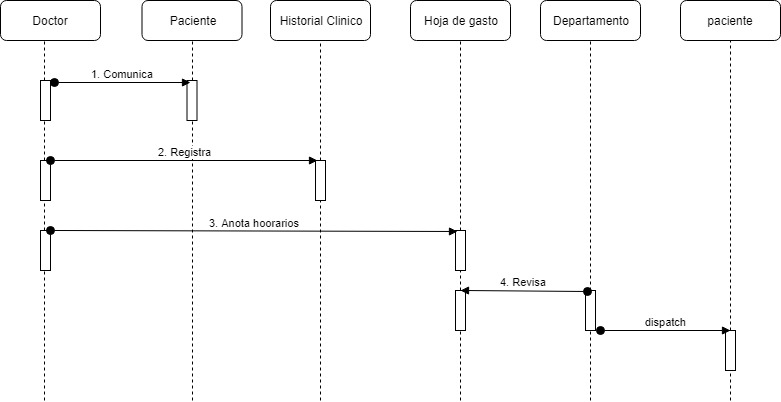 Doctor
Paciente
Historial Clinico
Hoja de gasto
Departamento
paciente
1. Comunica
2. Registra
3. Anota hoorarios
4. Revisa
dispatch